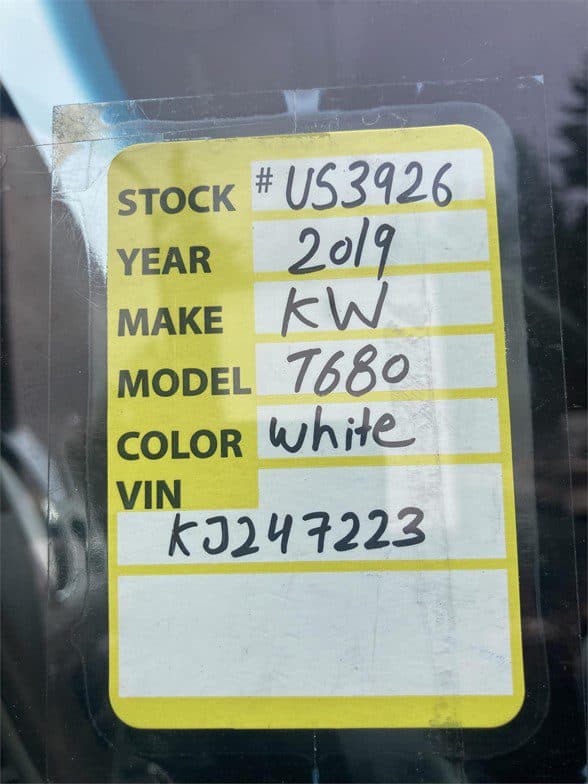 STOCK # US3926
YEAR 2019
MAKE KW
MODEL T680
COLOR white
VIN
KJ247223